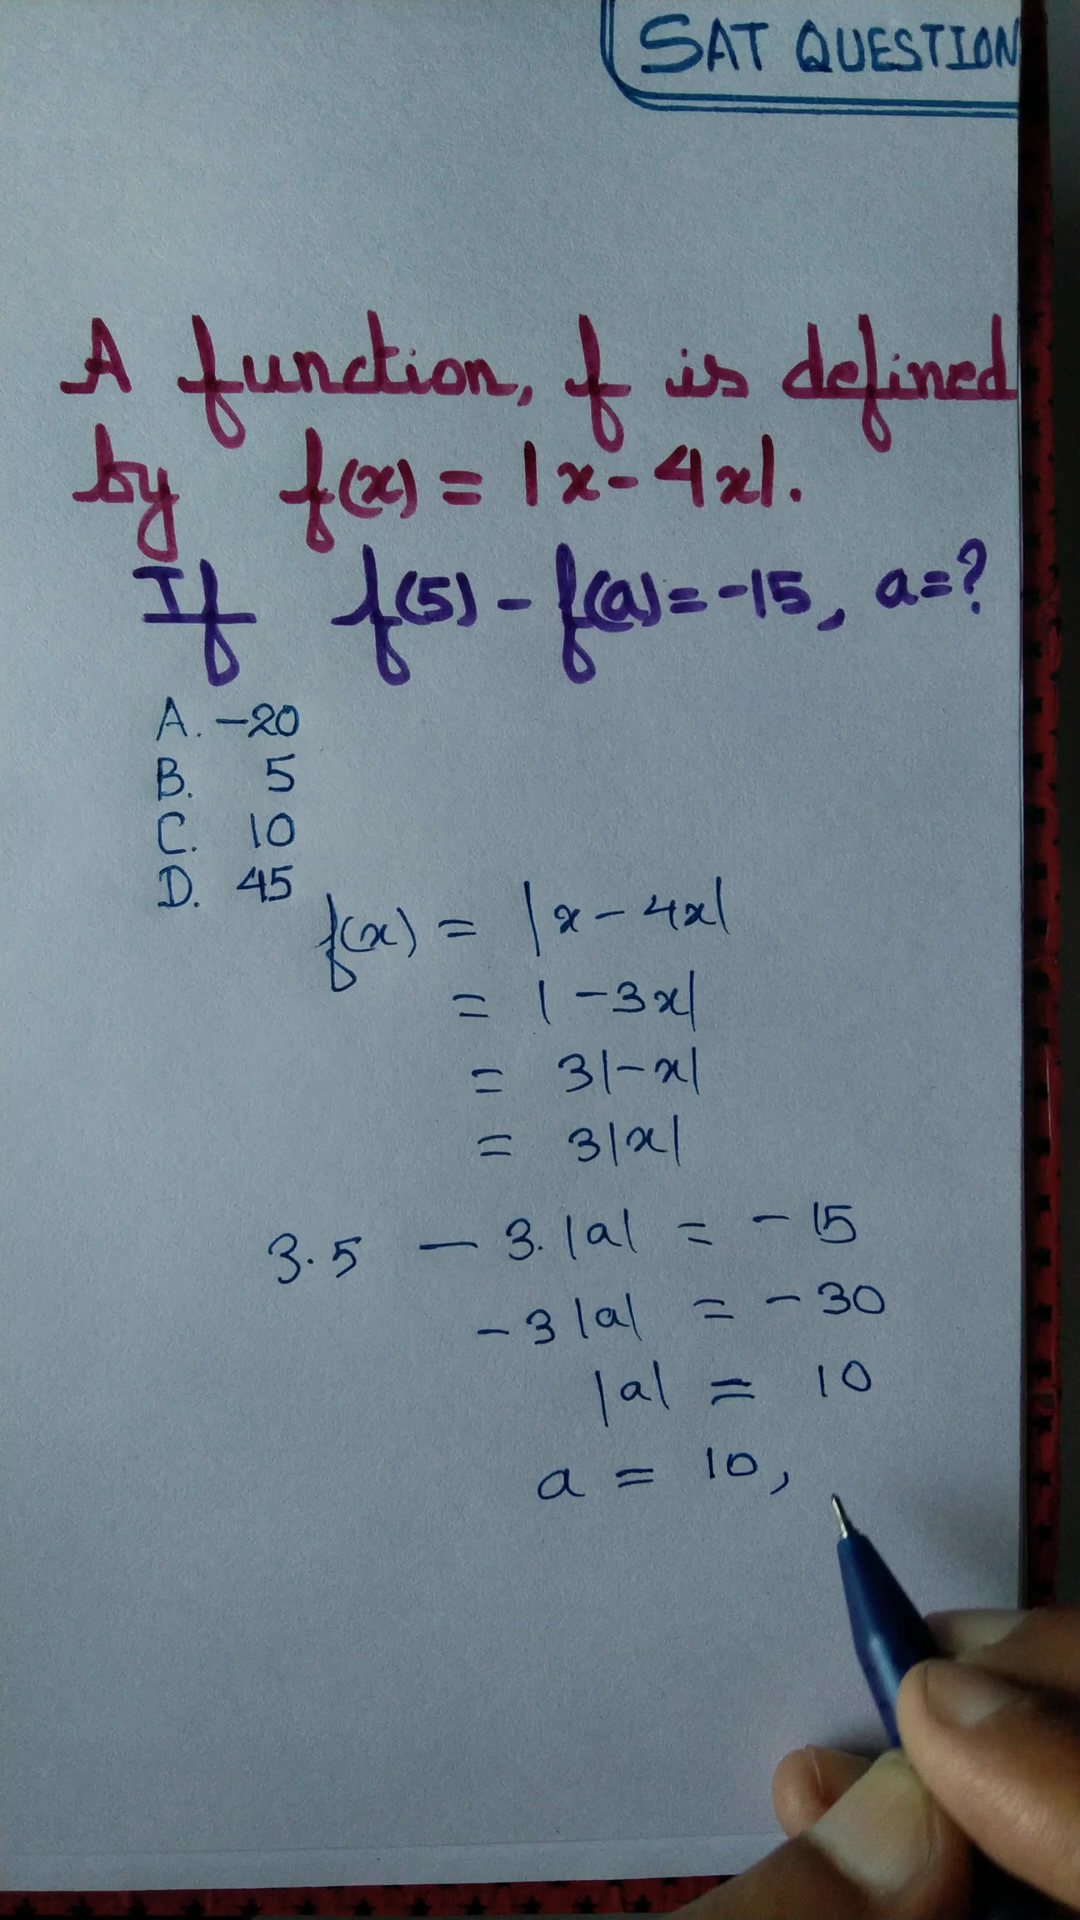 SAT QUESTION
A function, f is defined
by f(x) = |x-4x|.
If f(5) - f(a) = -15, a=?
A. -20
B. 5
C. 10
D. 45
f(x) = |x - 4x|
= |-3x|
= 3|-x|
= 3|x|
3.5 - 3.|a| = -15
-3|a| = -30
|a| = 10
a = 10,